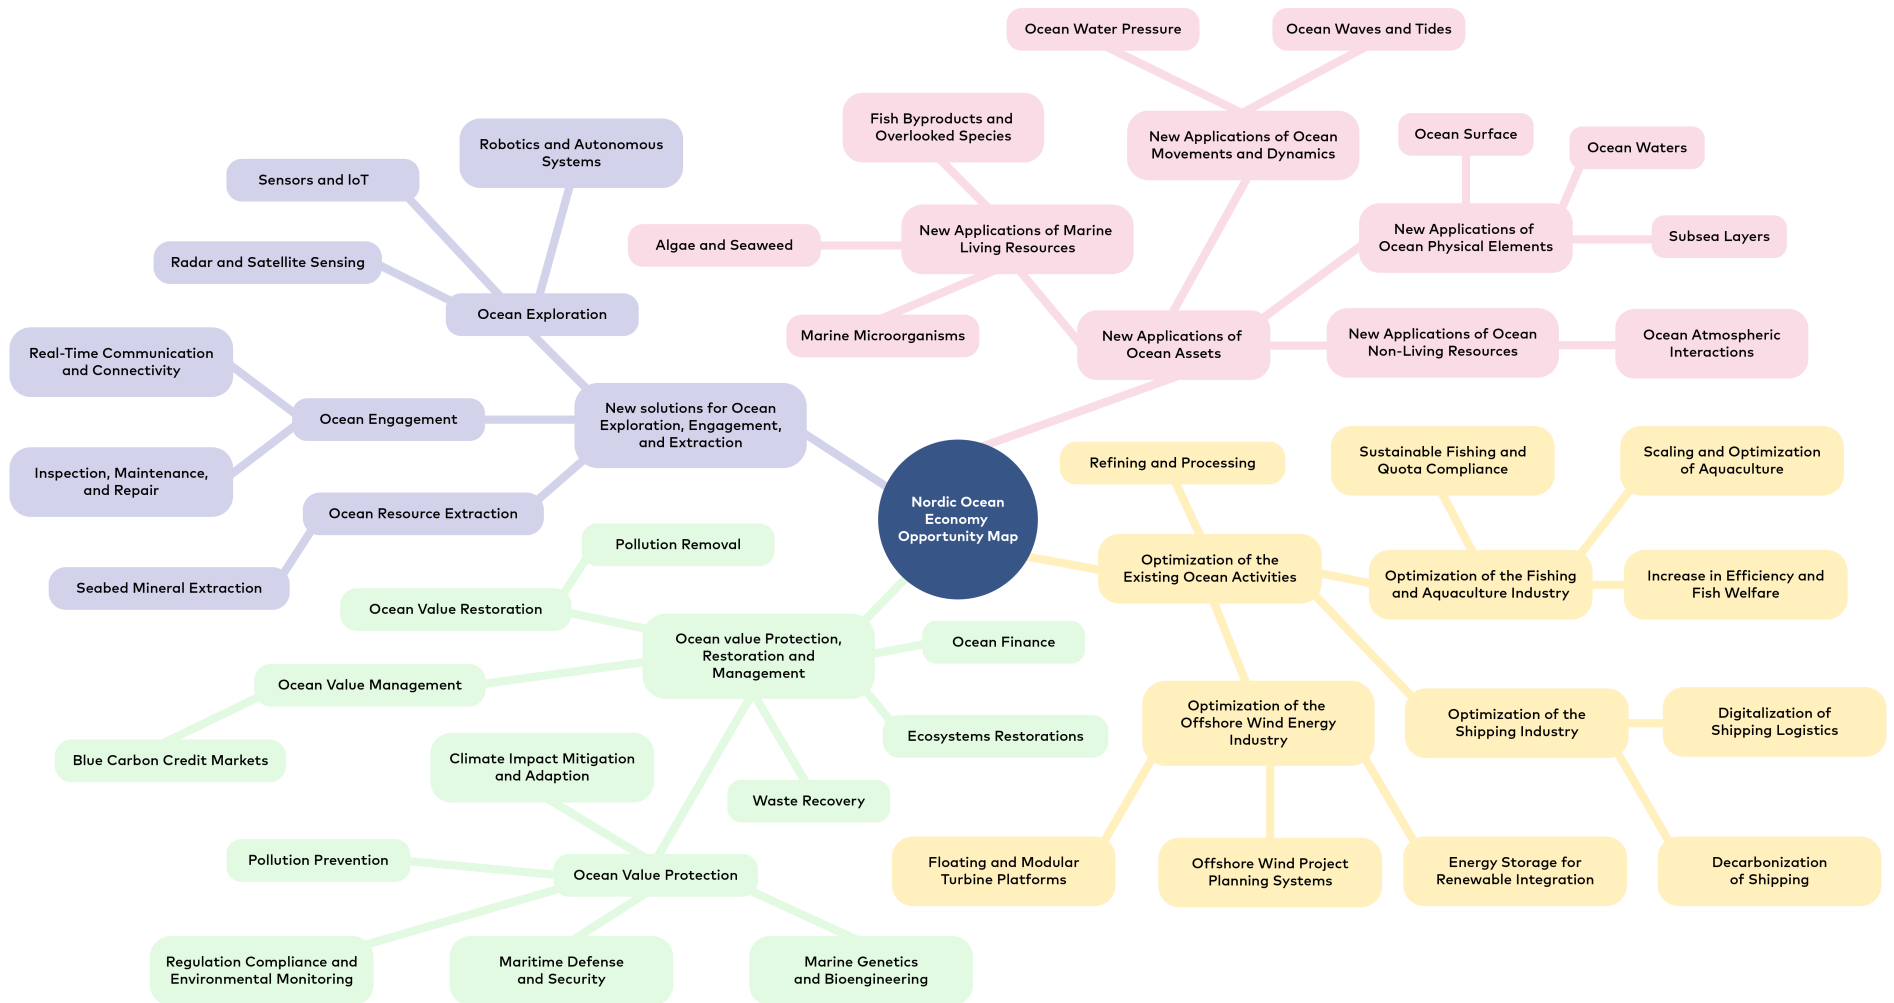 Ocean Water Pressure
Ocean Waves and Tides
Fish Byproducts and
Overlooked Species
New Applications of Ocean
Movements and Dynamics
Ocean Surface
Ocean Waters
Algae and Seaweed
New Applications of Marine
Living Resources
New Applications of
Ocean Physical Elements
Subsea Layers
Marine Microorganisms
New Applications of
Ocean Assets
New Applications of Ocean
Non-Living Resources
Ocean Atmospheric
Interactions
Robotics and Autonomous
Systems
Sensors and IoT
Radar and Satellite Sensing
Ocean Exploration
Real-Time Communication
and Connectivity
Ocean Engagement
New solutions for Ocean
Exploration, Engagement,
and Extraction
Inspection, Maintenance,
and Repair
Ocean Resource Extraction
Seabed Mineral Extraction
Nordic Ocean
Economy
Opportunity Map
Refining and Processing
Sustainable Fishing and
Quota Compliance
Scaling and Optimization
of Aquaculture
Optimization of the
Existing Ocean Activities
Optimization of the Fishing
and Aquaculture Industry
Increase in Efficiency and
Fish Welfare
Optimization of the
Offshore Wind Energy
Industry
Optimization of the
Shipping Industry
Digitalization of
Shipping Logistics
Floating and Modular
Turbine Platforms
Offshore Wind Project
Planning Systems
Energy Storage for
Renewable Integration
Decarbonization
of Shipping
Pollution Removal
Ocean Value Restoration
Ocean value Protection,
Restoration and
Management
Ocean Finance
Ocean Value Management
Ecosystems Restorations
Blue Carbon Credit Markets
Climate Impact Mitigation
and Adaption
Waste Recovery
Pollution Prevention
Ocean Value Protection
Regulation Compliance and
Environmental Monitoring
Maritime Defense
and Security
Marine Genetics
and Bioengineering